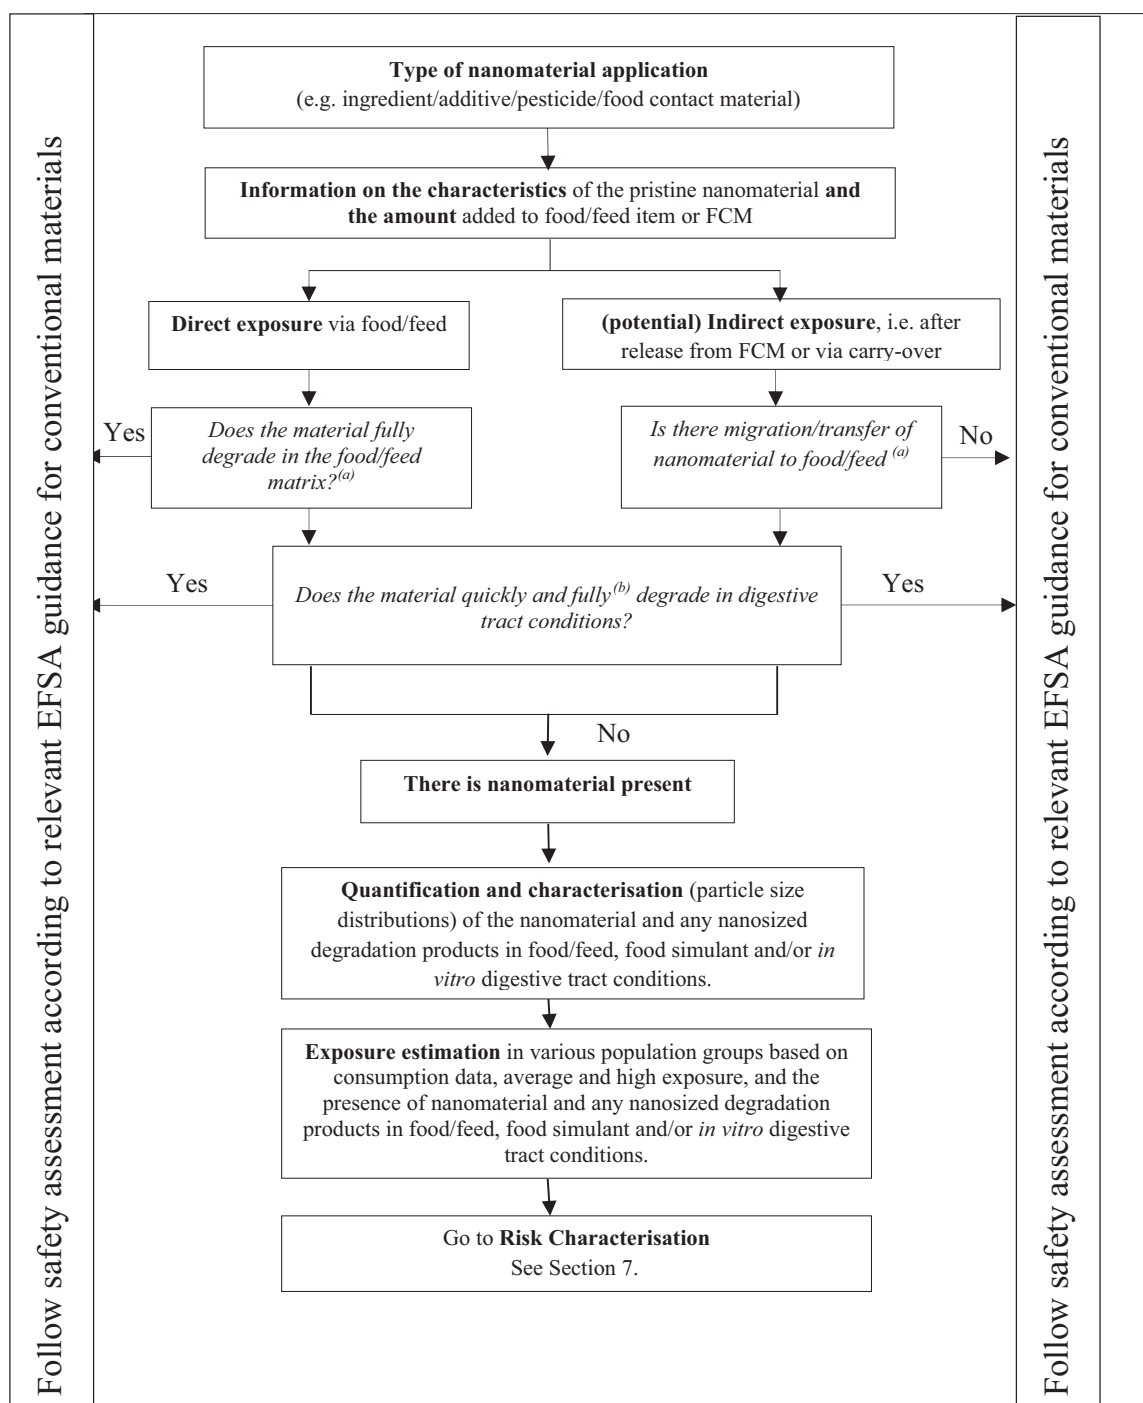 Follow safety assessment according to relevant EFSA guidance for conventional materials
Type of nanomaterial application
(e.g. ingredient/additive/pesticide/food contact material)
Information on the characteristics of the pristine nanomaterial and
the amount added to food/feed item or FCM
Direct exposure via food/feed
(potential) Indirect exposure, i.e. after
release from FCM or via carry-over
Yes
Does the material fully
degrade in the food/feed
matrix?(a)
Is there migration/transfer of
nanomaterial to food/feed (a)
No
Yes
Does the material quickly and fully(b) degrade in digestive
tract conditions?
Yes
No
There is nanomaterial present
Quantification and characterisation (particle size
distributions) of the nanomaterial and any nanosized
degradation products in food/feed, food simulant and/or in
vitro digestive tract conditions.
Exposure estimation in various population groups based on
consumption data, average and high exposure, and the
presence of nanomaterial and any nanosized degradation
products in food/feed, food simulant and/or in vitro digestive
tract conditions.
Go to Risk Characterisation
See Section 7.
Follow safety assessment according to relevant EFSA guidance for conventional materials